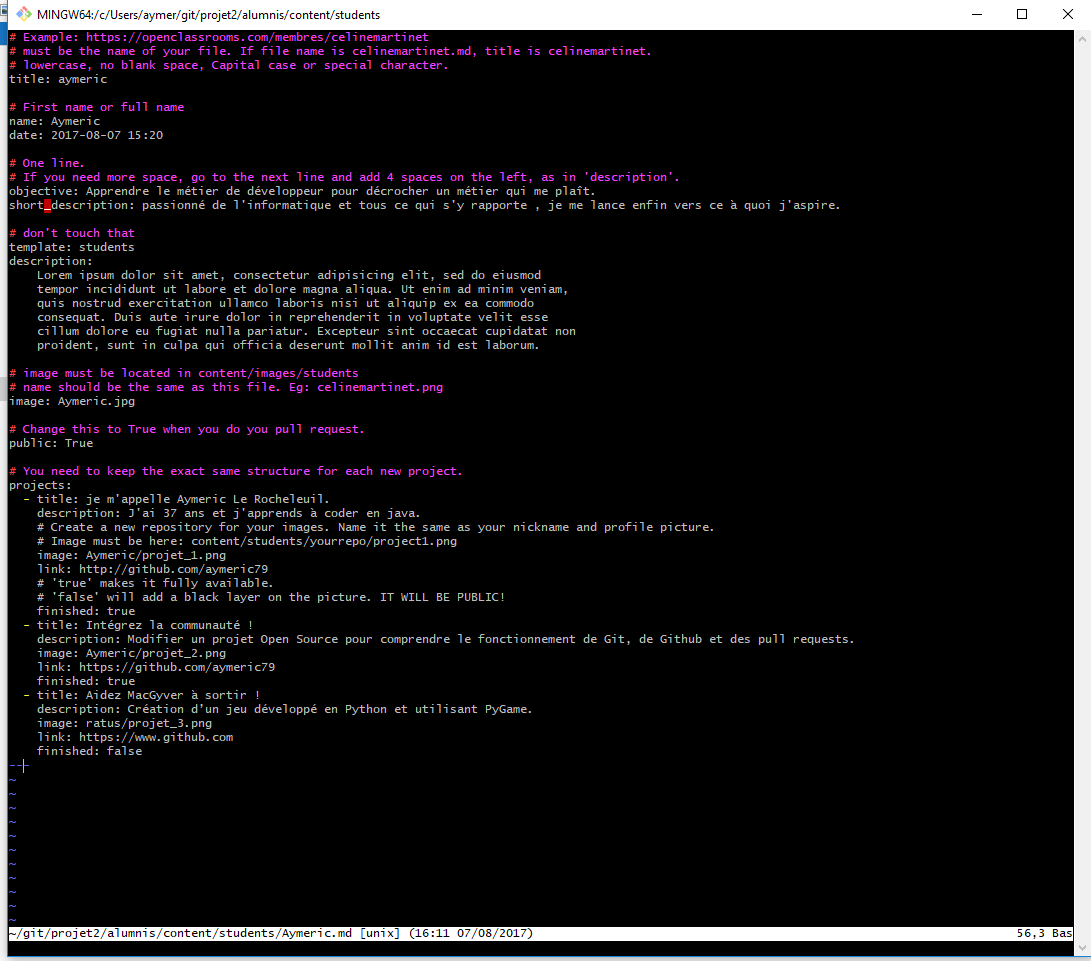 MINGW64:/c/Users/aymer/git/projet2/alumnis/content/students
# Example: https://openclassrooms.com/membres/celinemartinet
# must be the name of your file. If file name is celinemartinet.md, title is celinemartinet.
# lowercase, no blank space, Capital case or special character.
title: aymeric
# First name or full name
name: Aymeric
date: 2017-08-07 15:20
# One line.
# If you need more space, go to the next line and add 4 spaces on the left, as in 'description'.
objective: Apprendre le métier de développeur pour décrocher un métier qui me plaît.
short_description: passionné de l'informatique et tous ce qui s'y rapporte , je me lance enfin vers ce à quoi j'aspire.
# don't touch that
template: students
description:
    Lorem ipsum dolor sit amet, consectetur adipisicing elit, sed do eiusmod
    tempor incididunt ut labore et dolore magna aliqua. Ut enim ad minim veniam,
    quis nostrud exercitation ullamco laboris nisi ut aliquip ex ea commodo
    consequat. Duis aute irure dolor in reprehenderit in voluptate velit esse
    cillum dolore eu fugiat nulla pariatur. Excepteur sint occaecat cupidatat non
    proident, sunt in culpa qui officia deserunt mollit anim id est laborum.
# image must be located in content/images/students
# name should be the same as this file. Eg: celinemartinet.png
image: Aymeric.jpg
# Change this to True when you do you pull request.
public: True
# You need to keep the exact same structure for each new project.
projects:
  - title: je m'appelle Aymeric Le Rocheleuil.
    description: J'ai 37 ans et j'apprends à coder en java.
    # Create a new repository for your images. Name it the same as your nickname and profile picture.
    # Image must be here: content/students/yourrepo/project1.png
    image: Aymeric/projet_1.png
    link: http://github.com/aymeric79
    # 'true' makes it fully available.
    # 'false' will add a black layer on the picture. IT WILL BE PUBLIC!
    finished: true
  - title: Intégrez la communauté !
    description: Modifier un projet Open Source pour comprendre le fonctionnement de Git, de Github et des pull requests.
    image: Aymeric/projet_2.png
    link: https://github.com/aymeric79
    finished: true
  - title: Aidez MacGyver à sortir !
    description: Création d'un jeu développé en Python et utilisant PyGame.
    image: ratus/projet_3.png
    link: https://www.github.com
    finished: false
---
~
~
~
~
~
~
~
~
~
~
~
~/git/projet2/alumnis/content/students/Aymeric.md [unix] (16:11 07/08/2017) 56,3 Bas